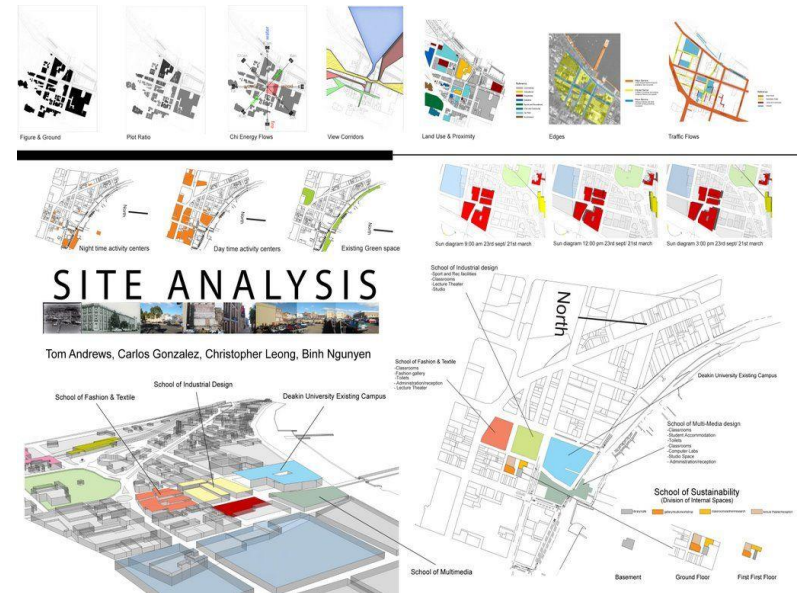 Figure & Ground
Plot Ratio
Chi Energy Flows
View Corridors
Land Use & Proximity
Edges
Traffic Flows
North
Night time activity centers
North
Day time activity centers
North
Existing Green space
Sun diagram 9:00 am 23rd sept/ 21st march
Sun diagram 12:00 pm 23rd sept/ 21st march
Sun diagram 3:00 pm 23rd sept/ 21st march
SITE ANALYSIS
Tom Andrews, Carlos Gonzalez, Christopher Leong, Binh Ngunyen
School of Fashion & Textile
School of Industrial Design
Deakin University Existing Campus
School of Multimedia
School of Industrial design
-Sport and Rec facilities
-Classrooms
-Lecture Theater
-Studio
North
School of Fashion & Textile
-Classrooms
-Fashion gallery
-Toilets
-Administration/reception
-Lecture Theater
Deakin University Existing Campus
School of Multi-Media design
-Classrooms
-Student Accommodation
-Toilets
-Classrooms
-Computer Labs
-Studio Space
-Administration/reception
School of Sustainability
(Division of Internal Spaces)
Basement
Ground Floor
First First Floor